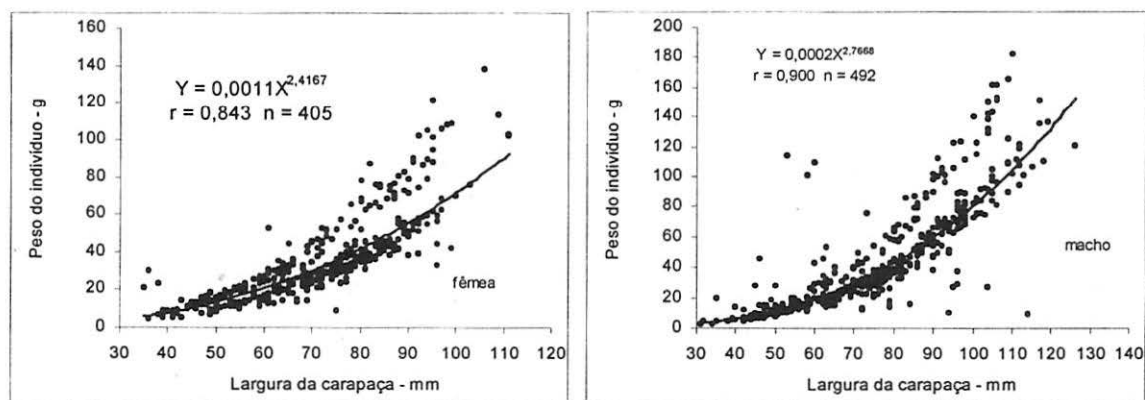 160
140
120
100
80
60
40
20
0
Peso do indivíduo - g
Y = 0,0011X^2,4167
r = 0,843 n = 405
fêmea
30 40 50 60 70 80 90 100 110 120
Largura da carapaça - mm
200
180
160
140
120
100
80
60
40
20
0
Peso do indivíduo - g
Y = 0,0002X^2,7668
r = 0,900 n = 492
macho
30 40 50 60 70 80 90 100 110 120 130 140
Largura da carapaça - mm